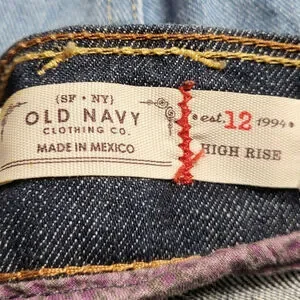 (SF • NY)
OLD NAVY
CLOTHING CO.
MADE IN MEXICO
• est. 12 1994 •
HIGH RISE